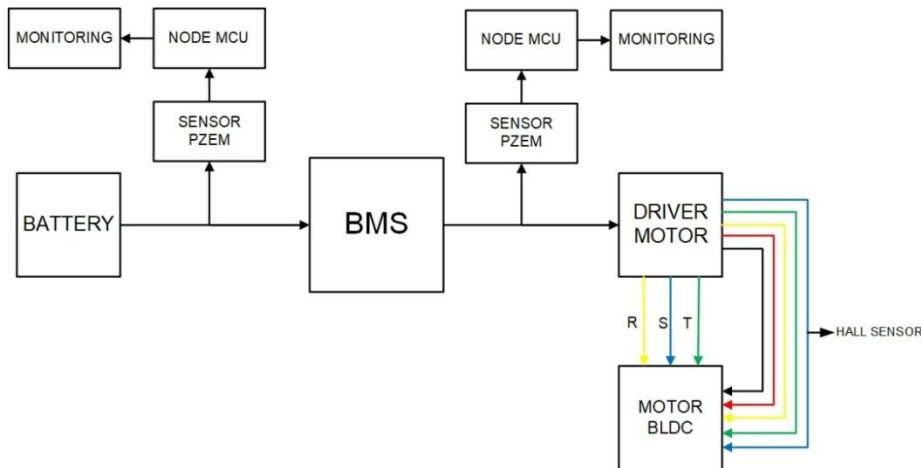 MONITORING
NODE MCU
NODE MCU
MONITORING
SENSOR
PZEM
SENSOR
PZEM
BATTERY
BMS
DRIVER
MOTOR
R
S
T
HALL SENSOR
MOTOR
BLDC